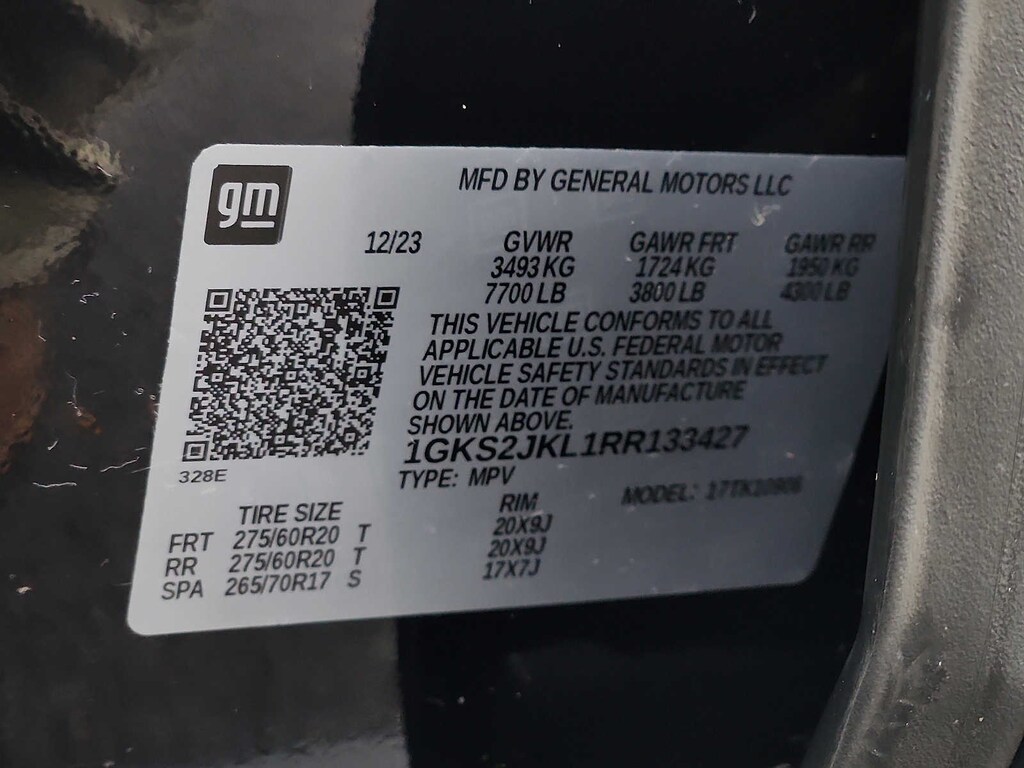 gm
MFD BY GENERAL MOTORS LLC
12/23 GVWR GAWR FRT GAWR RR
3493 KG 1724 KG 1950 KG
7700 LB 3800 LB 4300 LB
THIS VEHICLE CONFORMS TO ALL
APPLICABLE U.S. FEDERAL MOTOR
VEHICLE SAFETY STANDARDS IN EFFECT
ON THE DATE OF MANUFACTURE
SHOWN ABOVE.
1GKS2JKL1RR133427
328E
TYPE: MPV MODEL:
TIRE SIZE RIM
FRT 275/60R20 T 20X9J
RR 275/60R20 T 20X9J
SPA 265/70R17 S 17X7J